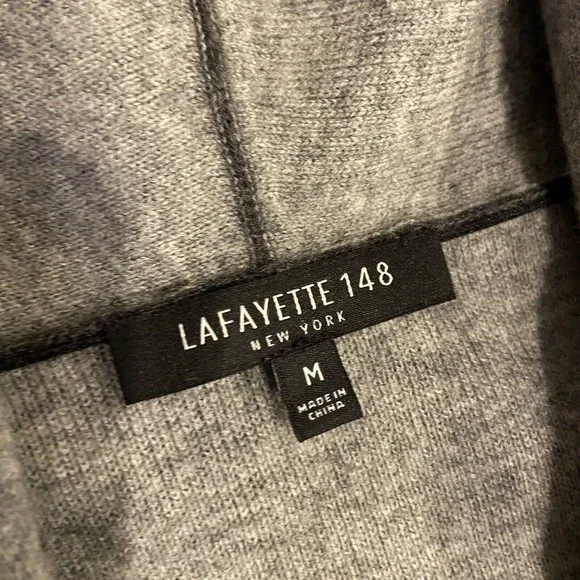 LAFAYETTE 148
NEW YORK
M
MADE IN
CHINA